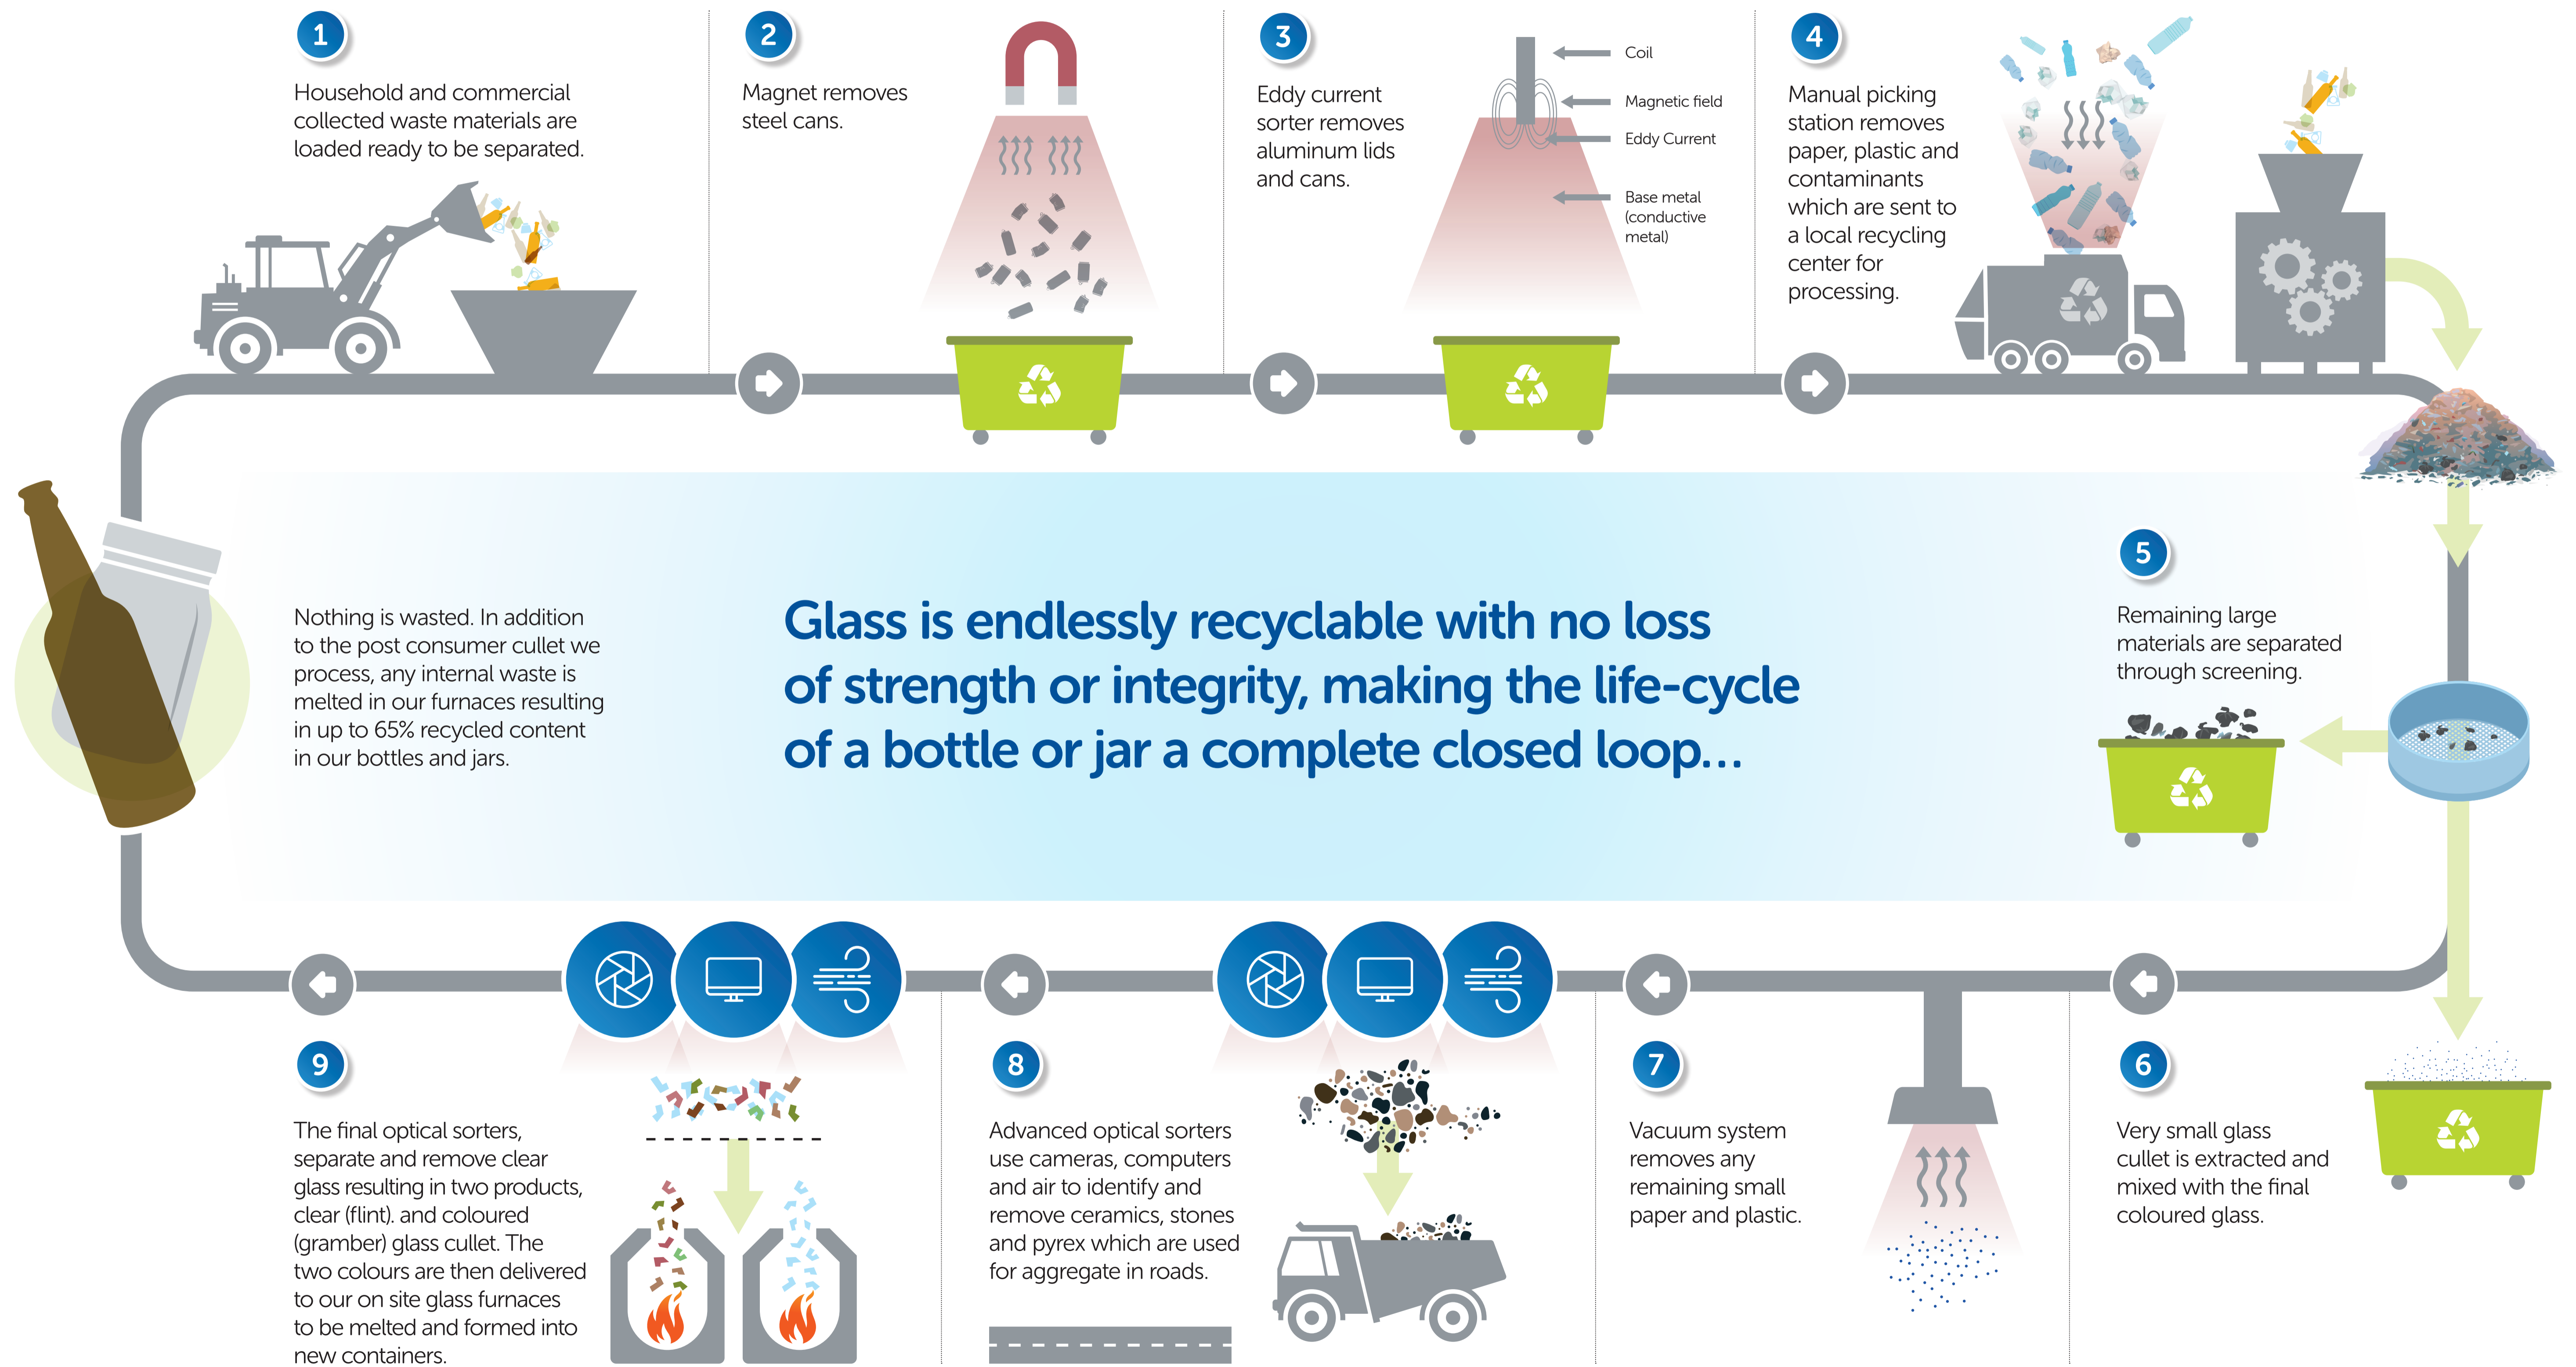 1
Household and commercial
collected waste materials are
loaded ready to be separated.
2
Magnet removes
steel cans.
3
Eddy current
sorter removes
aluminum lids
and cans.
Coil
Magnetic field
Eddy Current
Base metal
(conductive
metal)
4
Manual picking
station removes
paper, plastic and
contaminants
which are sent to
a local recycling
center for
processing.
Nothing is wasted. In addition
to the post consumer cullet we
process, any internal waste is
melted in our furnaces resulting
in up to 65% recycled content
in our bottles and jars.
Glass is endlessly recyclable with no loss
of strength or integrity, making the life-cycle
of a bottle or jar a complete closed loop...
5
Remaining large
materials are separated
through screening.
9
The final optical sorters,
separate and remove clear
glass resulting in two products,
clear (flint). and coloured
(gramber) glass cullet. The
two colours are then delivered
to our on site glass furnaces
to be melted and formed into
new containers.
8
Advanced optical sorters
use cameras, computers
and air to identify and
remove ceramics, stones
and pyrex which are used
for aggregate in roads.
7
Vacuum system
removes any
remaining small
paper and plastic.
6
Very small glass
cullet is extracted and
mixed with the final
coloured glass.